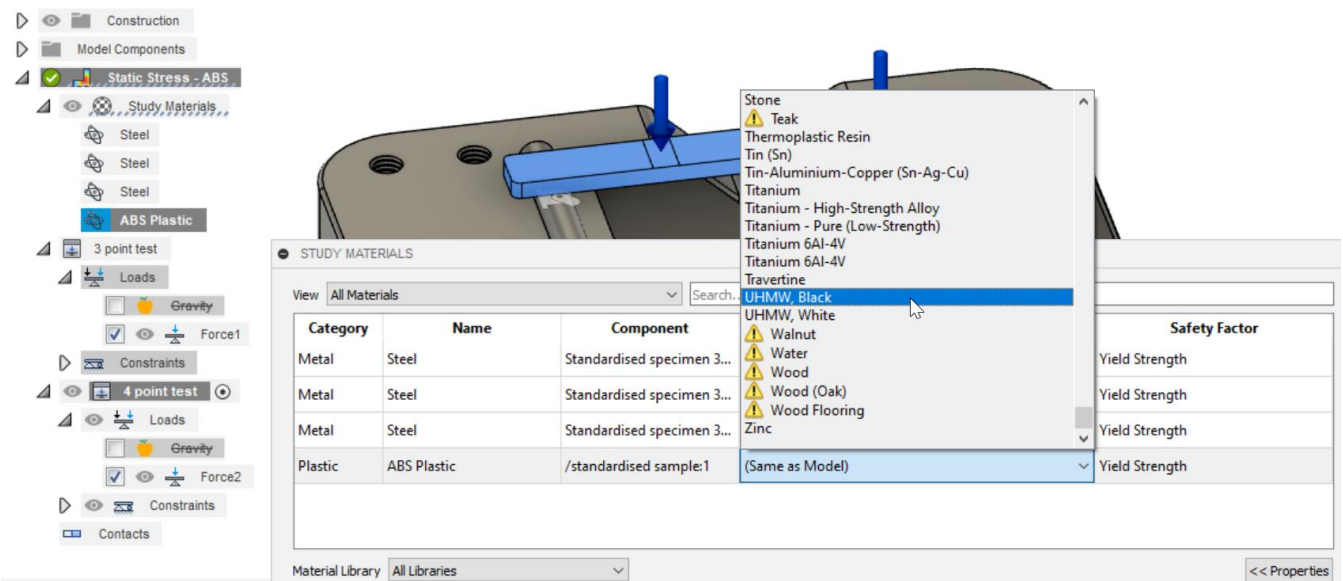 Construction
Model Components
Static Stress - ABS
Study Materials
Steel
Steel
Steel
ABS Plastic
3 point test
Loads
Gravity
Force1
Constraints
4 point test
Loads
Gravity
Force2
Constraints
Contacts
STUDY MATERIALS
View All Materials Search..
Category Name Component Safety Factor
Metal Steel Standardised specimen 3... Yield Strength
Metal Steel Standardised specimen 3... Yield Strength
Metal Steel Standardised specimen 3... Yield Strength
Plastic ABS Plastic /standardised sample:1 (Same as Model) Yield Strength
Stone
Teak
Thermoplastic Resin
Tin (Sn)
Tin-Aluminium-Copper (Sn-Ag-Cu)
Titanium
Titanium - High-Strength Alloy
Titanium - Pure (Low-Strength)
Titanium 6Al-4V
Titanium 6Al-4V
Travertine
UHMW, Black
UHMW, White
Walnut
Water
Wood
Wood (Oak)
Wood Flooring
Zinc
Material Library All Libraries << Properties